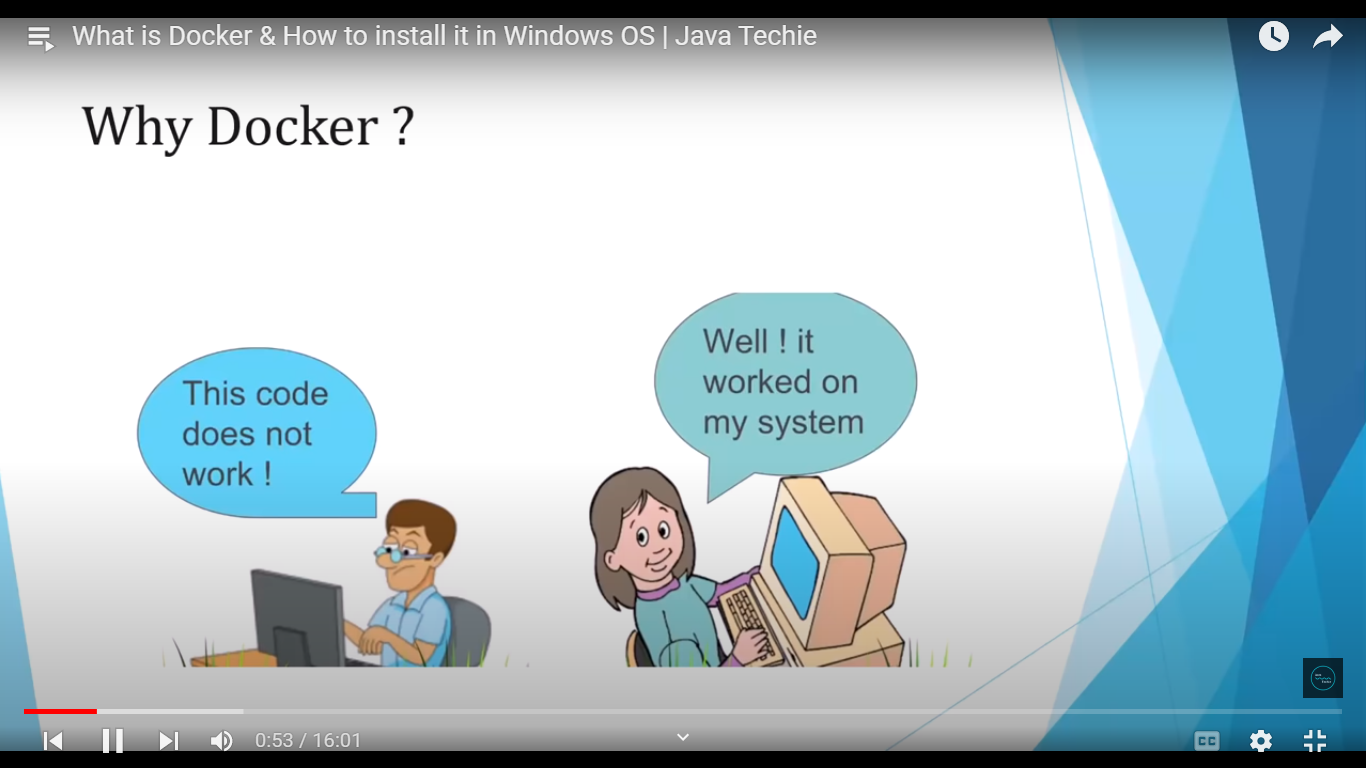 What is Docker & How to install it in Windows OS | Java Techie
Why Docker ?
This code
does not
work !
Well ! it
worked on
my system
0:53 / 16:01
CC